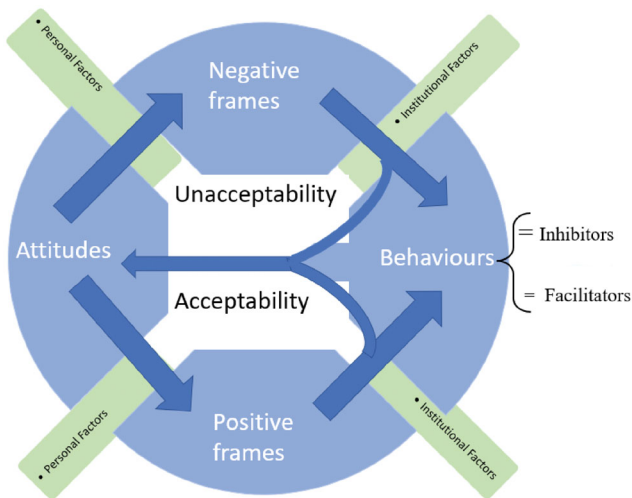 • Personal Factors
Negative
frames
• Institutional Factors
Unacceptability
Attitudes
Behaviours
= Inhibitors
= Facilitators
Acceptability
Positive
frames
• Personal Factors
• Institutional Factors